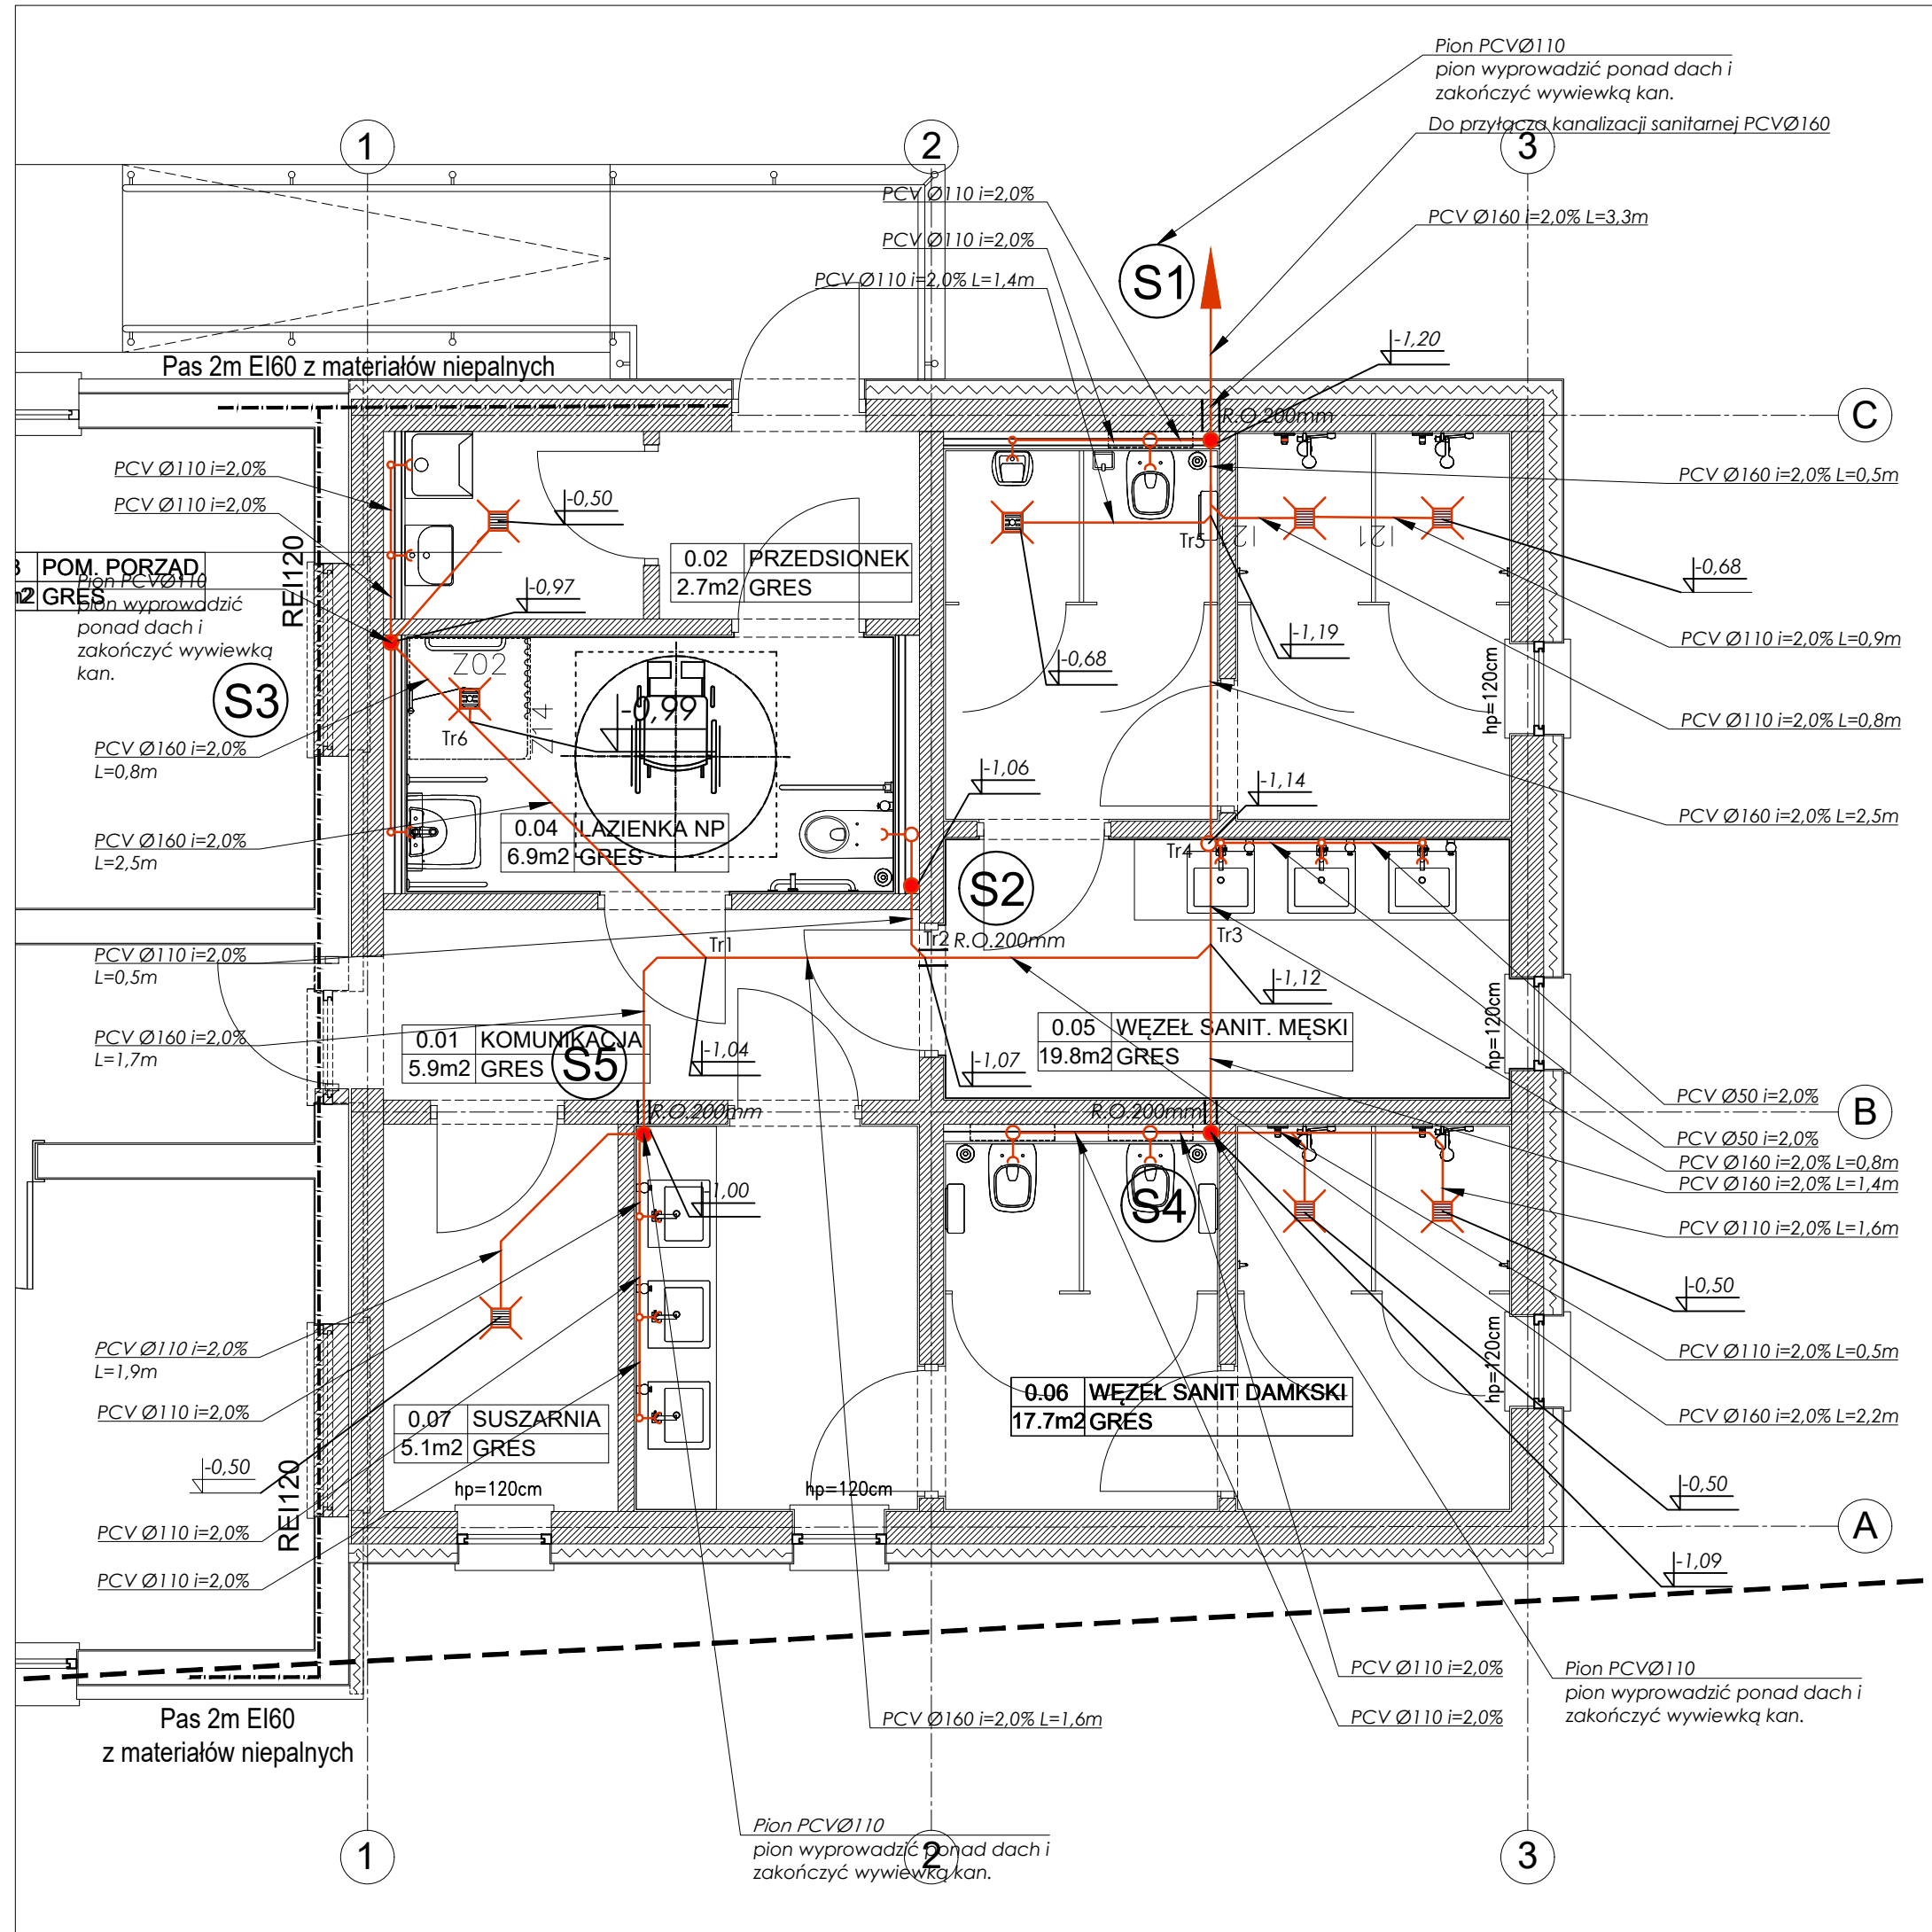 Pion PCVØ110
pion wyprowadzić ponad dach i
zakończyć wywiewką kan.
Do przyłącza kanalizacji sanitarnej PCVØ160
1
2
3
PCV Ø110 i=2,0%
PCV Ø160 i=2,0% L=3,3m
PCV Ø110 i=2,0%
PCV Ø110 i=2,0% L=1,4m
S1
-1,20
Pas 2m EI60 z materiałów niepalnych
R.O.200mm
C
PCV Ø110 i=2,0%
PCV Ø110 i=2,0%
-0,50
PCV Ø160 i=2,0% L=0,5m
Tr5
I21
I21
REI120
3 POM. PORZĄD.
m2 GRES
Pion PCVØ110
pion wyprowadzić
ponad dach i
zakończyć wywiewką
kan.
0.02 PRZEDSIONEK
2.7m2 GRES
-0,97
-0,68
-1,19
-0,68
PCV Ø110 i=2,0% L=0,9m
S3
Z02
Z14
-0,99
Tr6
hp=120cm
PCV Ø110 i=2,0% L=0,8m
PCV Ø160 i=2,0%
L=0,8m
-1,06
-1,14
PCV Ø160 i=2,0% L=2,5m
PCV Ø160 i=2,0%
L=2,5m
0.04 ŁAZIENKA NP
6.9m2 GRES
Tr4
S2
Tr1
Tr2
R.O.200mm
Tr3
PCV Ø110 i=2,0%
L=0,5m
-1,12
PCV Ø160 i=2,0%
L=1,7m
0.01 KOMUNIKACJA
5.9m2 GRES
S5
-1,04
-1,07
0.05 WĘZEŁ SANIT. MĘSKI
19.8m2 GRES
hp=120cm
PCV Ø50 i=2,0%
R.O.200mm
R.O.200mm
B
PCV Ø50 i=2,0%
PCV Ø160 i=2,0% L=0,8m
PCV Ø160 i=2,0% L=1,4m
-1,00
S4
PCV Ø110 i=2,0% L=1,6m
-0,50
PCV Ø110 i=2,0%
L=1,9m
PCV Ø110 i=2,0% L=0,5m
hp=120cm
PCV Ø110 i=2,0%
0.07 SUSZARNIA
5.1m2 GRES
0.06 WĘZEŁ SANIT DAMKSKI
17.7m2 GRES
PCV Ø160 i=2,0% L=2,2m
-0,50
REI120
hp=120cm
hp=120cm
-0,50
PCV Ø110 i=2,0%
A
PCV Ø110 i=2,0%
-1,09
PCV Ø110 i=2,0%
Pion PCVØ110
pion wyprowadzić ponad dach i
zakończyć wywiewką kan.
Pas 2m EI60
z materiałów niepalnych
PCV Ø160 i=2,0% L=1,6m
PCV Ø110 i=2,0%
Pion PCVØ110
pion wyprowadzić ponad dach i
zakończyć wywiewką kan.
1
2
3